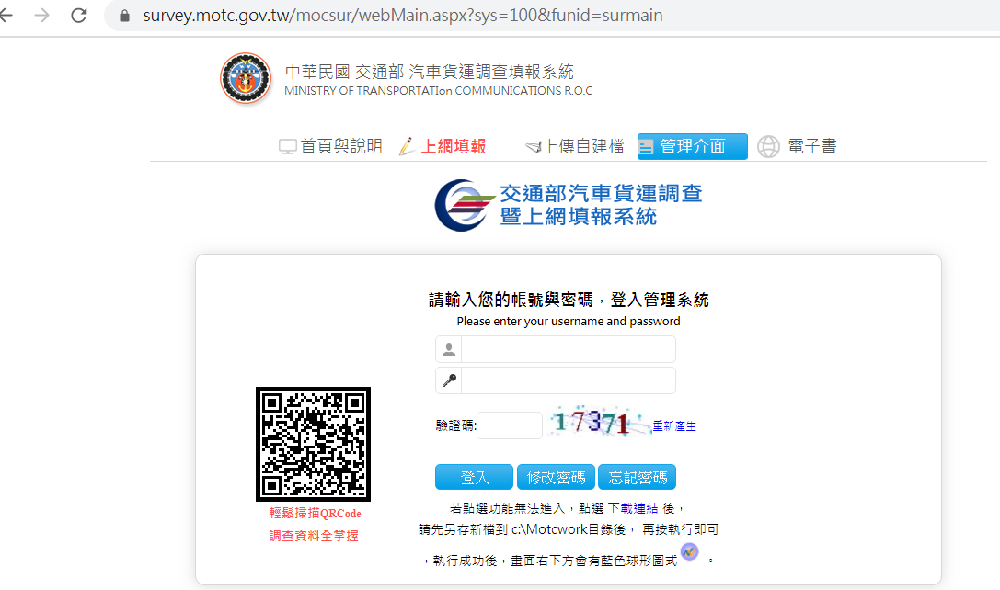 survey.motc.gov.tw/mocsur/webMain.aspx?sys=100&funid=surmain
中華民國 交通部 汽車貨運調查填報系統
MINISTRY OF TRANSPORTATIon COMMUNICATIONS R.O.C
首頁與說明 上網填報 上傳自建檔 管理介面 電子書
交通部汽車貨運調查
暨上網填報系統
請輸入您的帳號與密碼，登入管理系統
Please enter your username and password
驗證碼: 17371 重新產生
登入 修改密碼 忘記密碼
輕鬆掃描QRCode
調查資料全掌握
若點選功能無法進入，點選 下載連結 後，
請先另存新檔到 c:\Motcwork目錄後， 再按執行即可
，執行成功後，畫面右下方會有藍色球形圖式 。